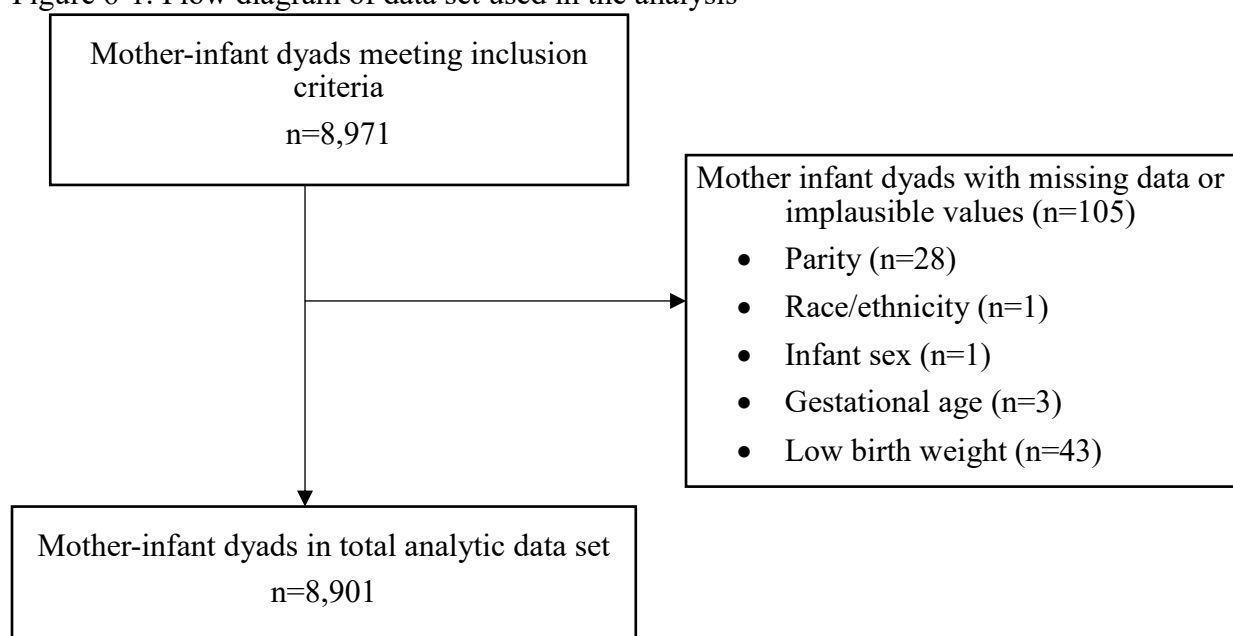 Figure 6-1. Flow diagram of data set used in the analysis
Mother-infant dyads meeting inclusion
criteria
n=8,971
Mother infant dyads with missing data or
implausible values (n=105)
• Parity (n=28)
• Race/ethnicity (n=1)
• Infant sex (n=1)
• Gestational age (n=3)
• Low birth weight (n=43)
Mother-infant dyads in total analytic data set
n=8,901